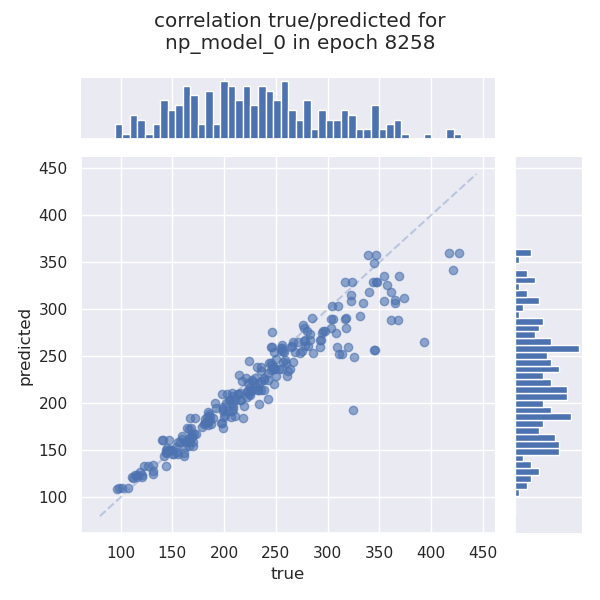 correlation true/predicted for
np_model_0 in epoch 8258
450
400
350
300
250
200
150
100
predicted
100 150 200 250 300 350 400 450
true